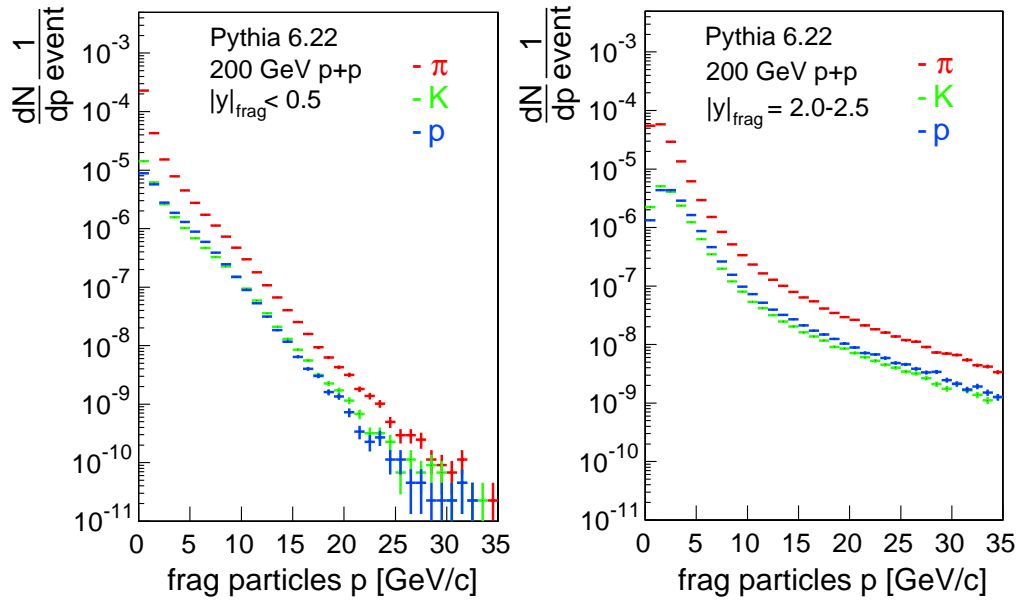 dN/dp 1/event
10^-3
10^-4
10^-5
10^-6
10^-7
10^-8
10^-9
10^-10
10^-11
Pythia 6.22
200 GeV p+p
|y|frag < 0.5
π
K
p
0 5 10 15 20 25 30 35
frag particles p [GeV/c]
dN/dp 1/event
10^-3
10^-4
10^-5
10^-6
10^-7
10^-8
10^-9
10^-10
10^-11
Pythia 6.22
200 GeV p+p
|y|frag = 2.0-2.5
π
K
p
0 5 10 15 20 25 30 35
frag particles p [GeV/c]